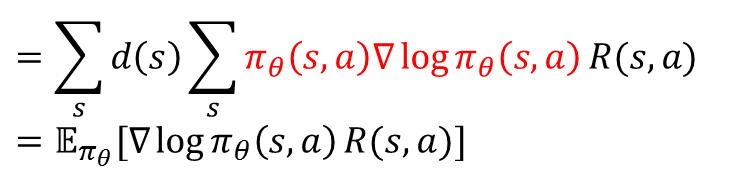 = ∑_s d(s) ∑_s π_θ(s, a)∇ log π_θ(s, a) R(s, a)
= 𝔼_{π_θ}[∇ log π_θ(s, a) R(s, a)]